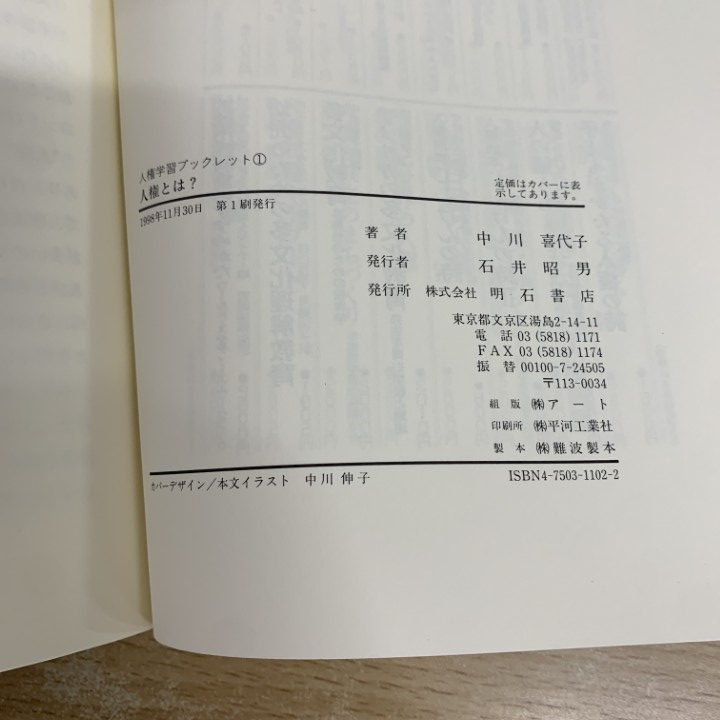 人権学習ブックレット①
人権とは？
定価はカバーに表
示してあります。
1998年11月30日 第1刷発行
著者 中川喜代子
発行者 石井昭男
発行所 株式会社 明石書店
東京都文京区湯島2-14-11
電話 03 (5818) 1171
FAX 03 (5818) 1174
振替 00100-7-24505
〒113-0034
組版 ㈱アート
印刷所 ㈱平河工業社
製本 ㈱難波製本
カバーデザイン／本文イラスト 中川伸子
ISBN4-7503-1102-2